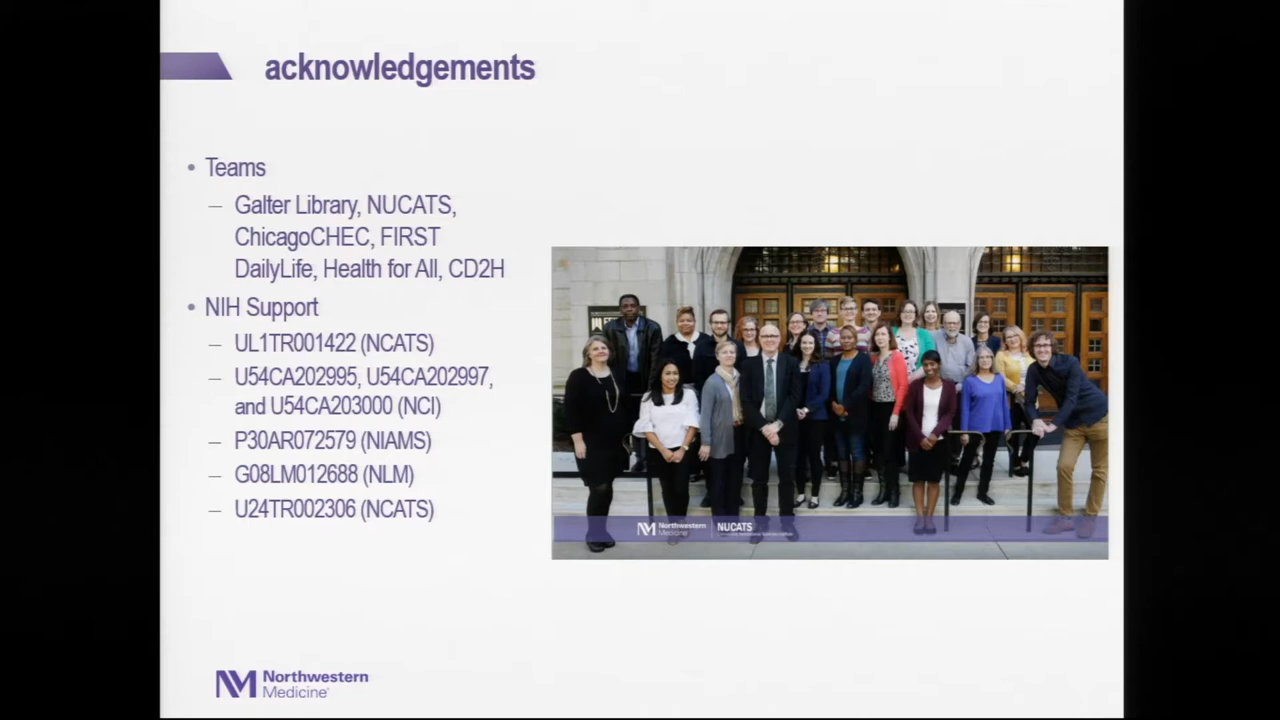 acknowledgements
• Teams
– Galter Library, NUCATS,
ChicagoCHEC, FIRST
DailyLife, Health for All, CD2H
• NIH Support
– UL1TR001422 (NCATS)
– U54CA202995, U54CA202997,
and U54CA203000 (NCI)
– P30AR072579 (NIAMS)
– G08LM012688 (NLM)
– U24TR002306 (NCATS)
Northwestern
Medicine
NUCATS
NM Northwestern
Medicine